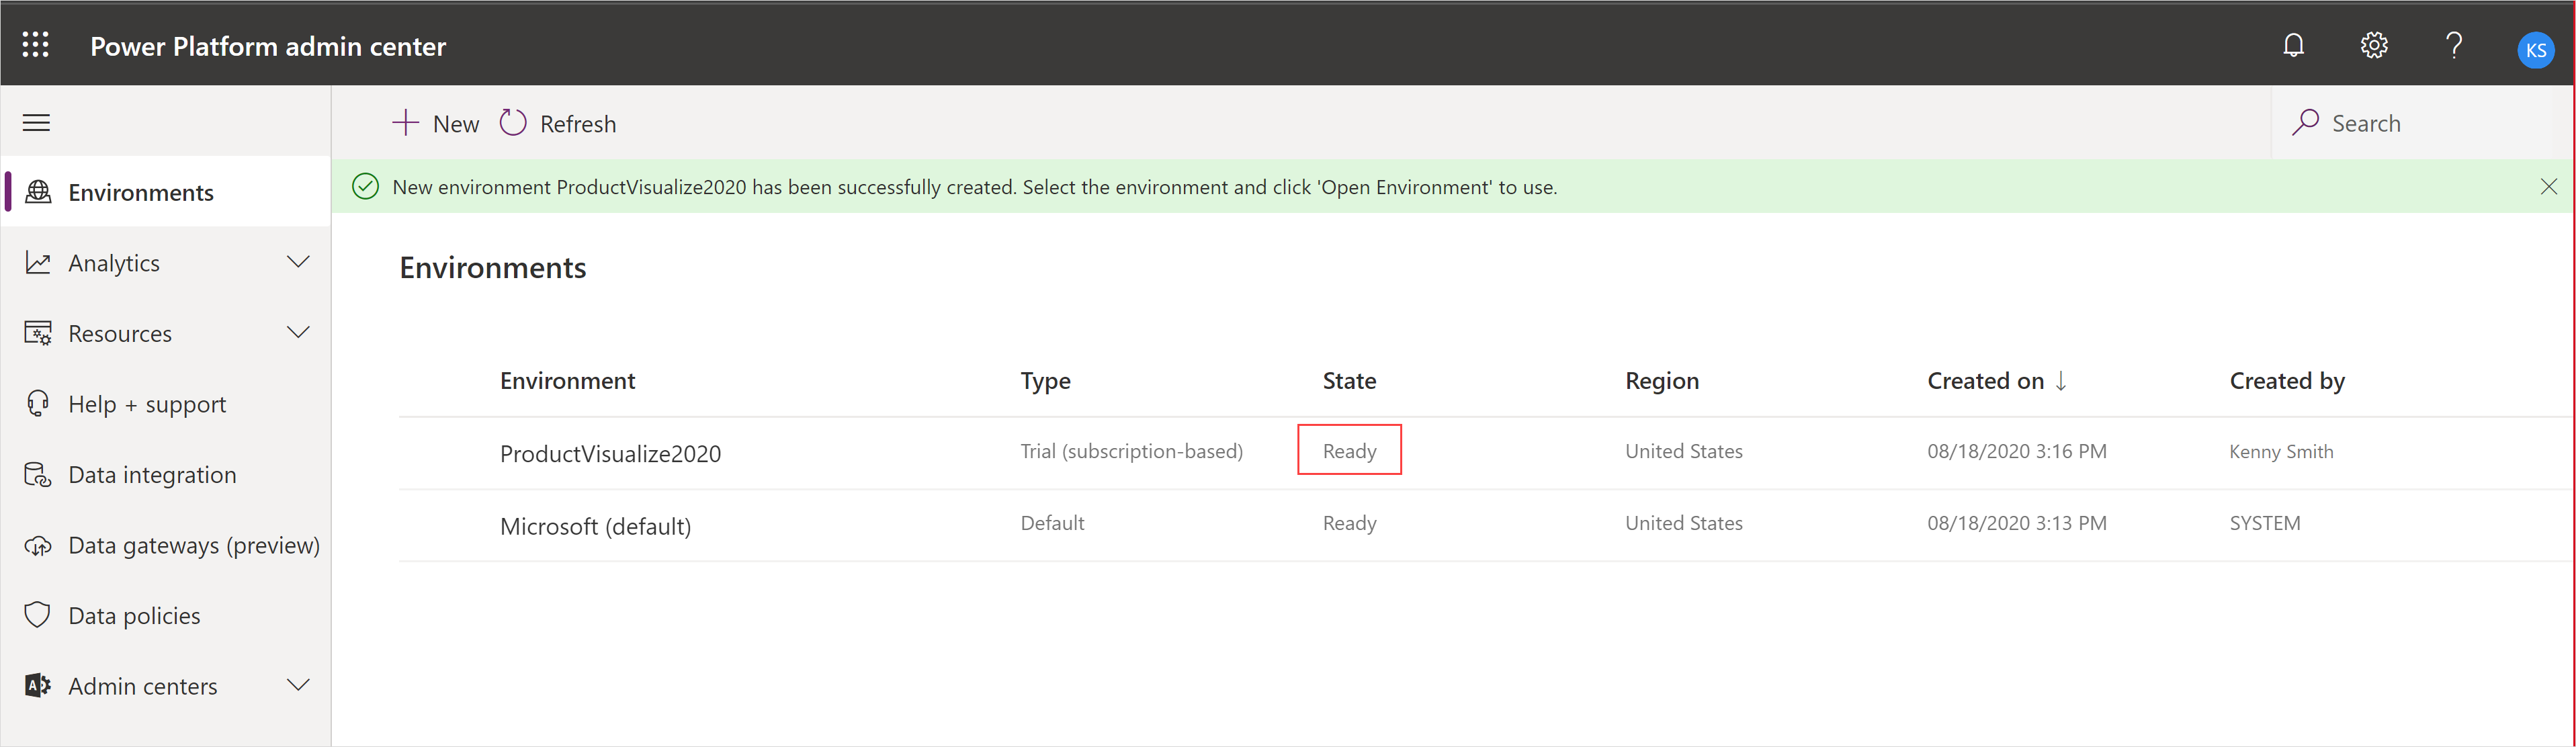 Power Platform admin center
KS
New
Refresh
Search
Environments
Analytics
Resources
Help + support
Data integration
Data gateways (preview)
Data policies
Admin centers
New environment ProductVisualize2020 has been successfully created. Select the environment and click 'Open Environment' to use.
Environments
Environment Type State Region Created on ↓ Created by
ProductVisualize2020 Trial (subscription-based) Ready United States 08/18/2020 3:16 PM Kenny Smith
Microsoft (default) Default Ready United States 08/18/2020 3:13 PM SYSTEM